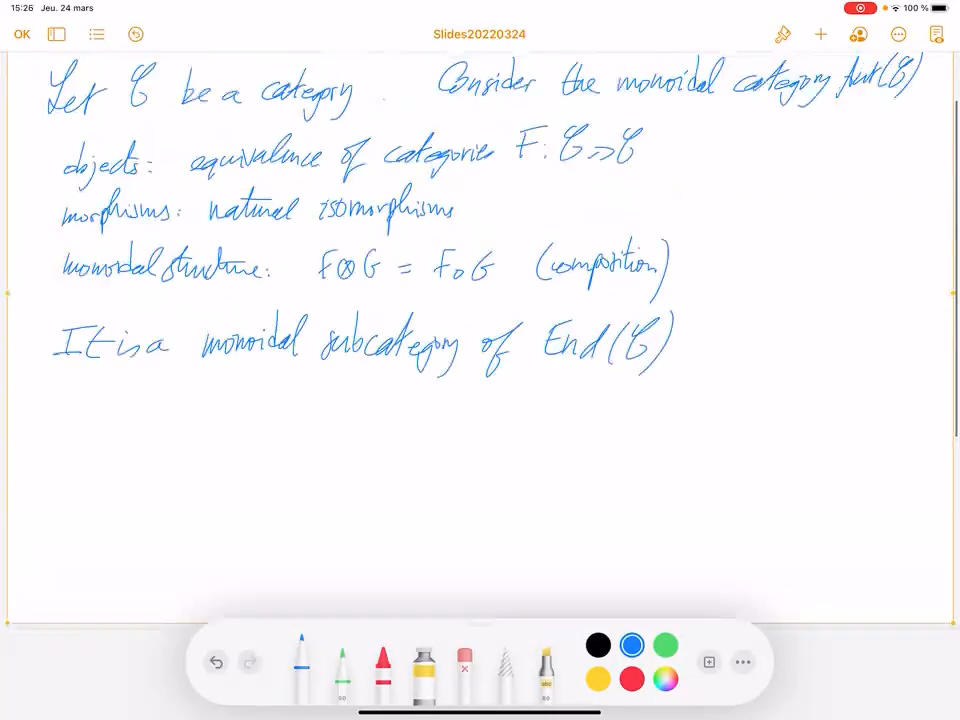 15:26 Jeu. 24 mars 100 %
OK Slides20220324
Let C be a category. Consider the monoidal category Aut(C)
objects: equivalence of categories F: C → C
morphisms: natural isomorphisms
monoidal structure: F⊗G = F∘G (composition)
It is a monoidal subcategory of End(C)